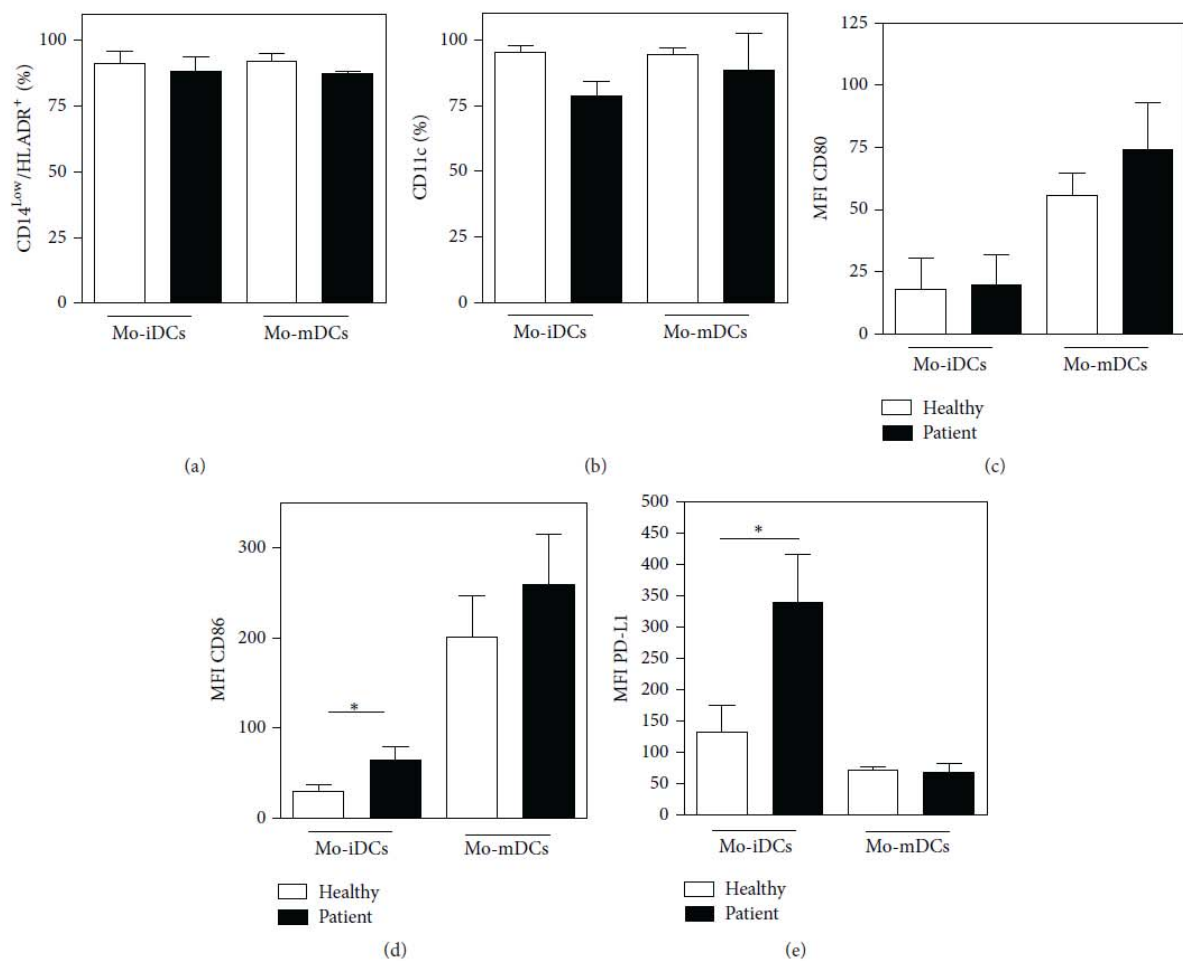 CD14^Low/HLADR^+ (%)
100
75
50
25
0
Mo-iDCs
Mo-mDCs
(a)
CD11c (%)
100
75
50
25
0
Mo-iDCs
Mo-mDCs
(b)
MFI CD80
125
100
75
50
25
0
Mo-iDCs
Mo-mDCs
Healthy
Patient
(c)
MFI CD86
300
200
100
0
*
Mo-iDCs
Mo-mDCs
Healthy
Patient
(d)
MFI PD-L1
500
450
400
350
300
250
200
150
100
50
0
*
Mo-iDCs
Mo-mDCs
Healthy
Patient
(e)